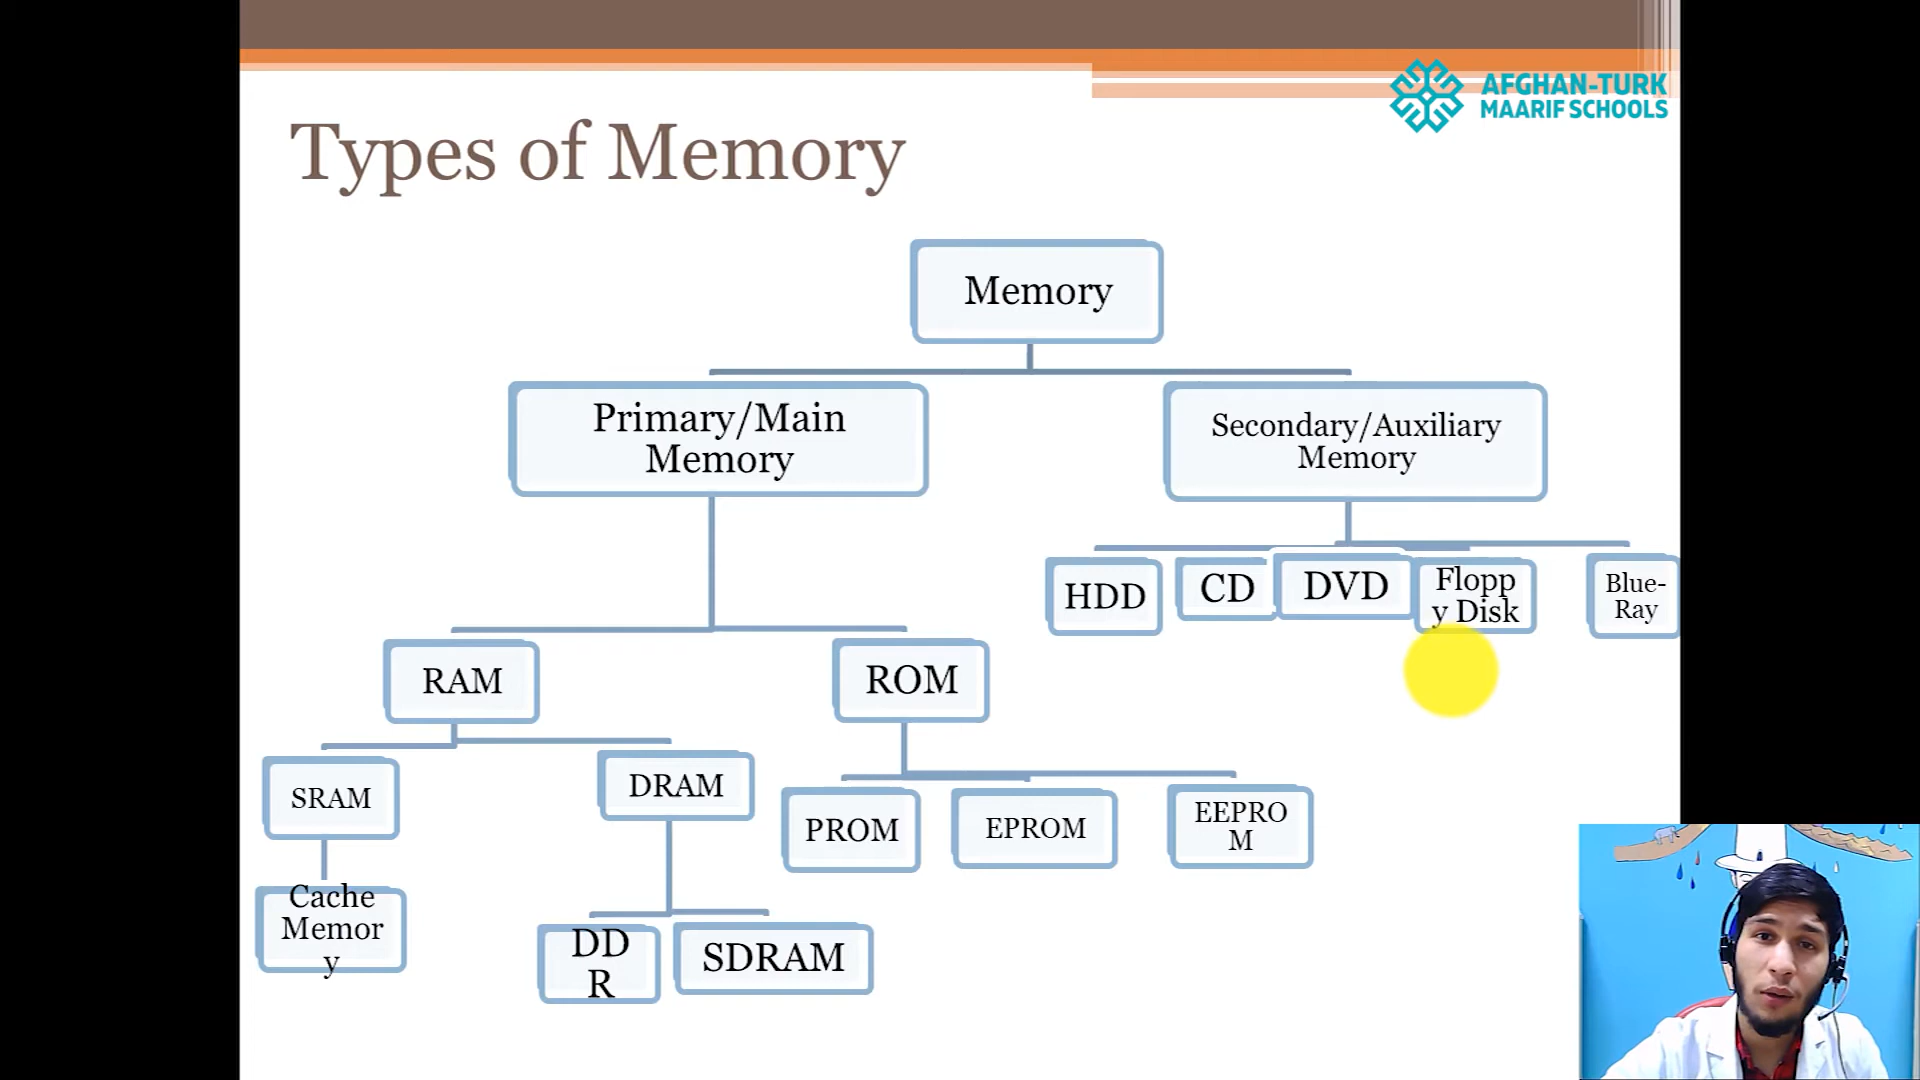 AFGHAN-TURK
MAARIF SCHOOLS
Types of Memory
Memory
Primary/Main
Memory
Secondary/Auxiliary
Memory
HDD
CD
DVD
Flopp
y Disk
Blue-
Ray
RAM
ROM
SRAM
DRAM
PROM
EPROM
EEPRO
M
Cache
Memor
y
DD
R
SDRAM